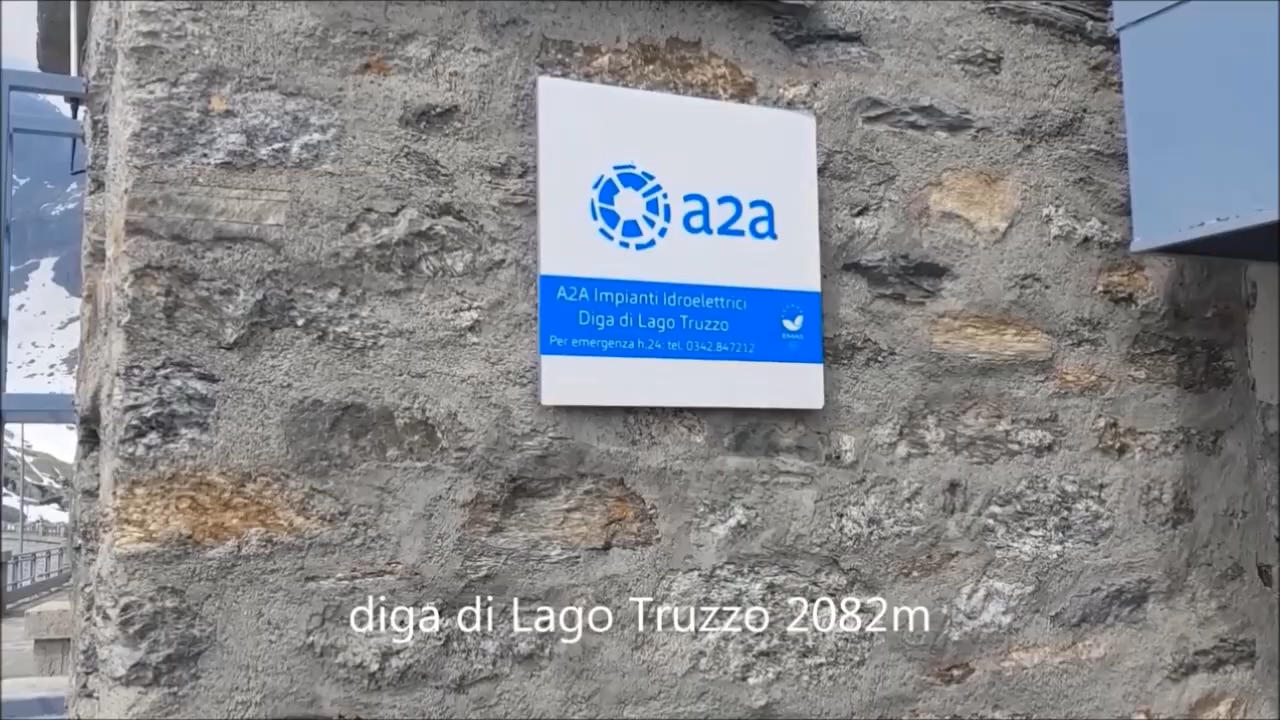 a2a
A2A Impianti Idroelettrici
Diga di Lago Truzzo
Per emergenza h.24: tel. 0342.847212
EMAS
diga di Lago Truzzo 2082m